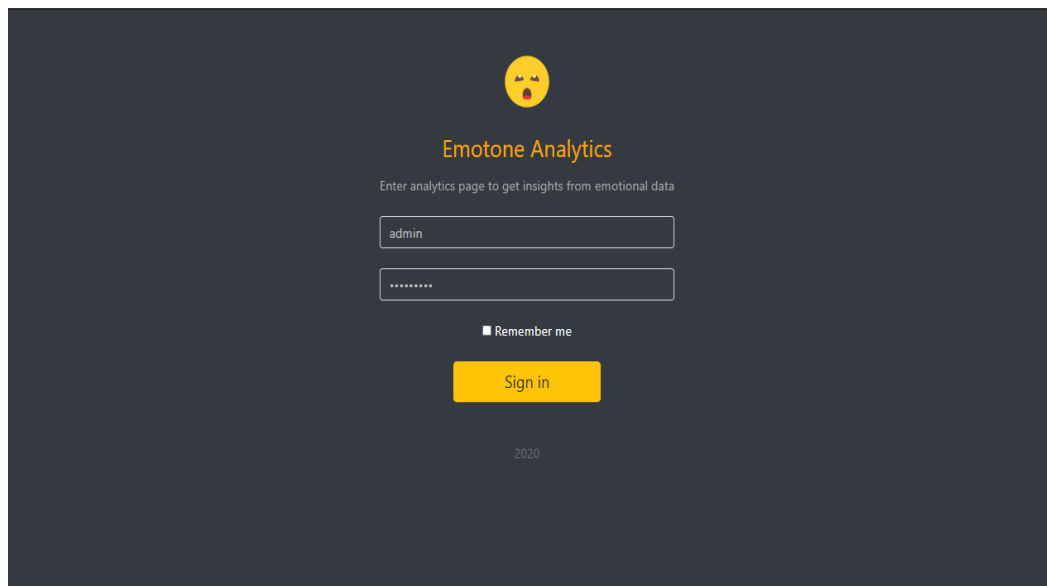 Emotone Analytics
Enter analytics page to get insights from emotional data
admin
•••••••••
Remember me
Sign in
2020